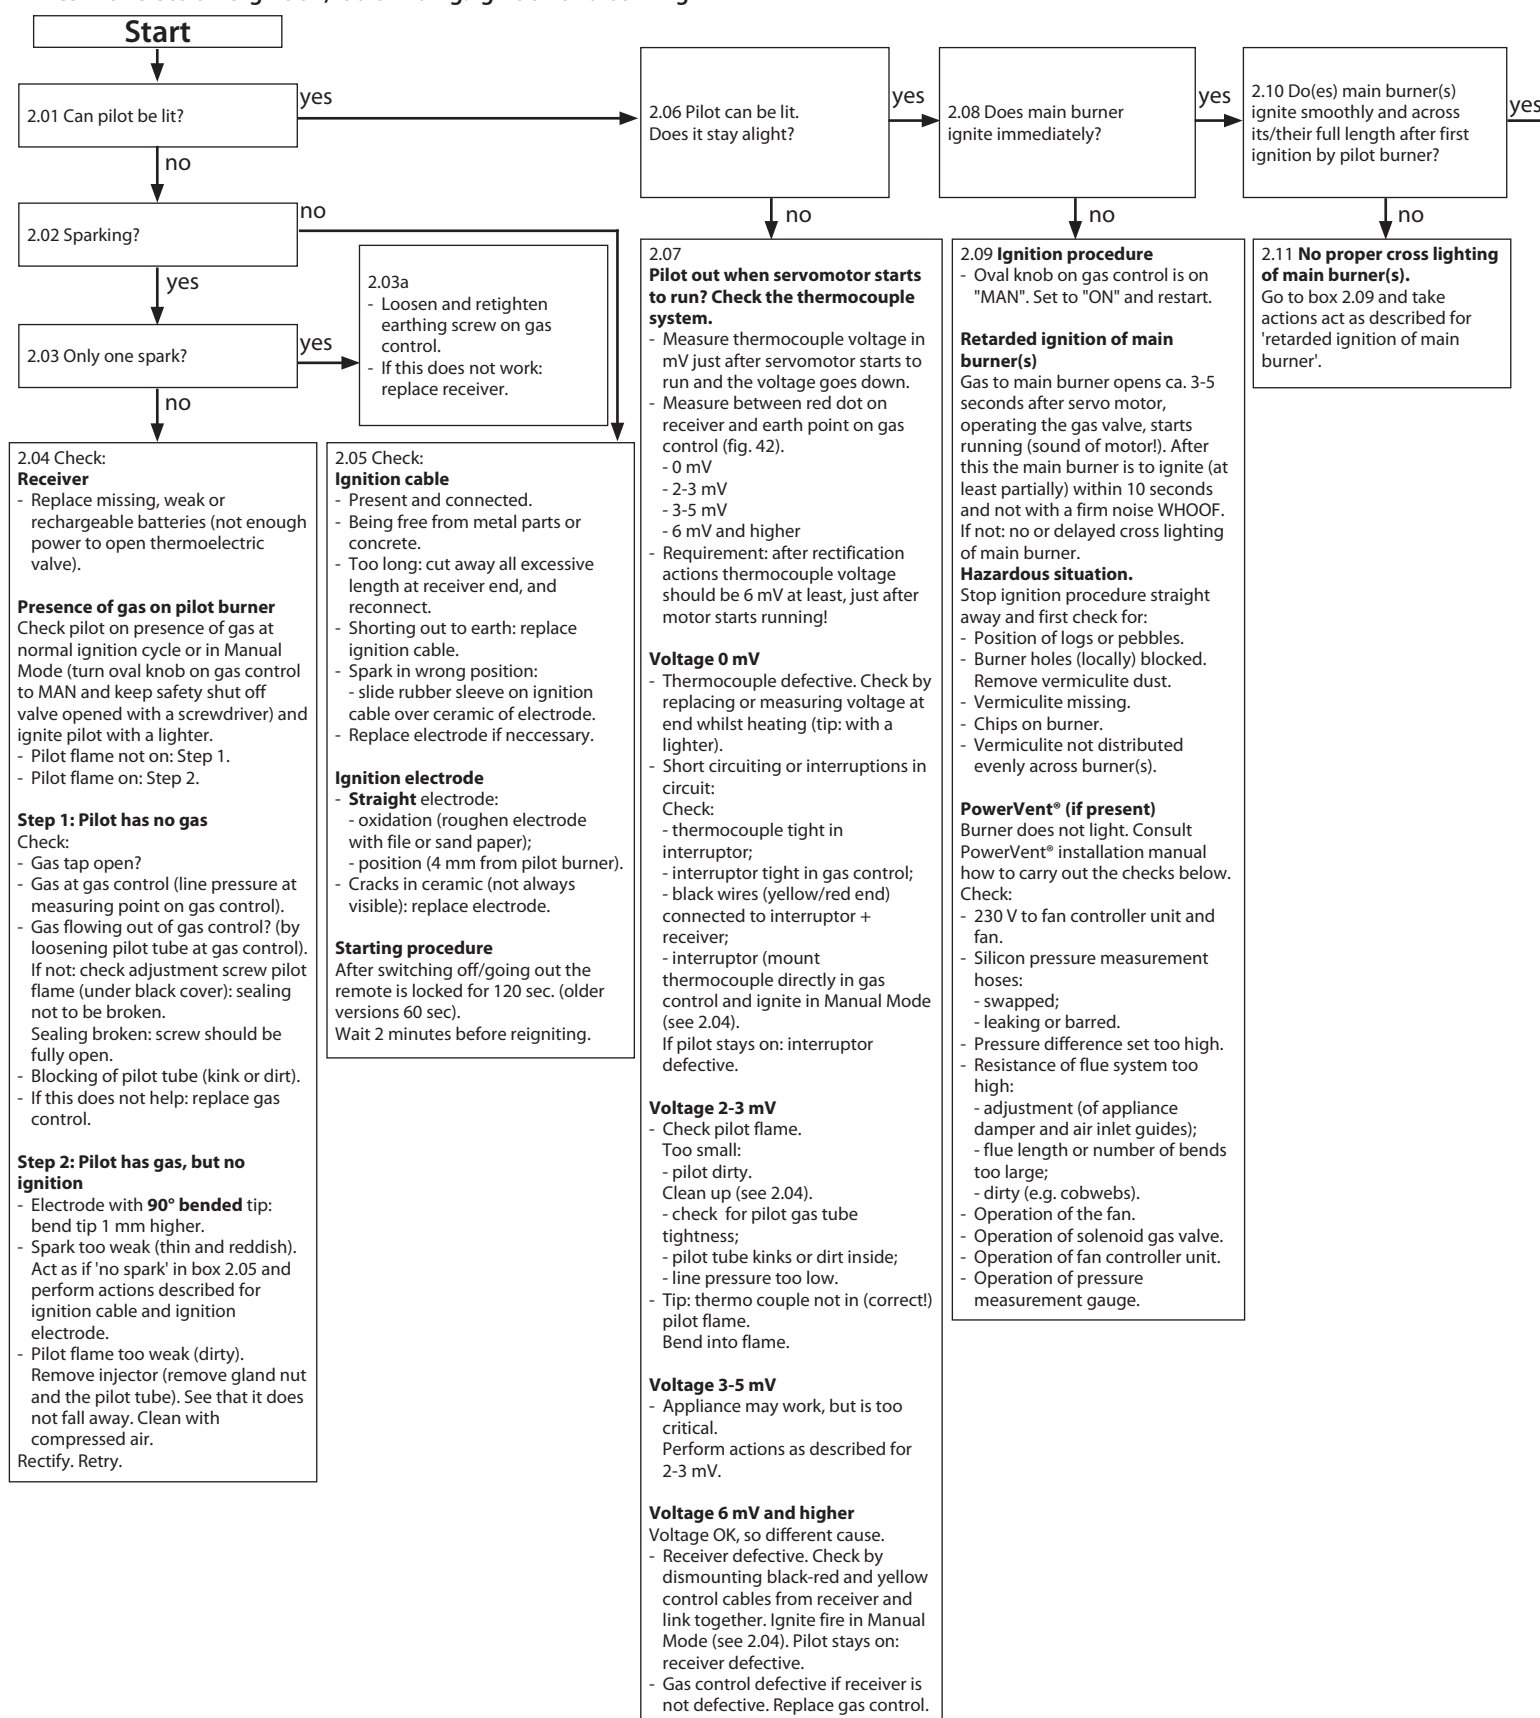 Start
2.01 Can pilot be lit?
yes
no
2.02 Sparking?
no
yes
2.03 Only one spark?
yes
no
2.03a
- Loosen and retighten
earthing screw on gas
control.
- If this does not work:
replace receiver.
2.04 Check:
Receiver
- Replace missing, weak or
rechargeable batteries (not enough
power to open thermoelectric
valve).
Presence of gas on pilot burner
Check pilot on presence of gas at
normal ignition cycle or in Manual
Mode (turn oval knob on gas control
to MAN and keep safety shut off
valve opened with a screwdriver) and
ignite pilot with a lighter.
- Pilot flame not on: Step 1.
- Pilot flame on: Step 2.
Step 1: Pilot has no gas
Check:
- Gas tap open?
- Gas at gas control (line pressure at
measuring point on gas control).
- Gas flowing out of gas control? (by
loosening pilot tube at gas control).
If not: check adjustment screw pilot
flame (under black cover): sealing
not to be broken.
Sealing broken: screw should be
fully open.
- Blocking of pilot tube (kink or dirt).
- If this does not help: replace gas
control.
Step 2: Pilot has gas, but no
ignition
- Electrode with 90° bended tip:
bend tip 1 mm higher.
- Spark too weak (thin and reddish).
Act as if 'no spark' in box 2.05 and
perform actions described for
ignition cable and ignition
electrode.
- Pilot flame too weak (dirty).
Remove injector (remove gland nut
and the pilot tube). See that it does
not fall away. Clean with
compressed air.
Rectify. Retry.
2.05 Check:
Ignition cable
- Present and connected.
- Being free from metal parts or
concrete.
- Too long: cut away all excessive
length at receiver end, and
reconnect.
- Shorting out to earth: replace
ignition cable.
- Spark in wrong position:
- slide rubber sleeve on ignition
cable over ceramic of electrode.
- Replace electrode if neccessary.
Ignition electrode
- Straight electrode:
- oxidation (roughen electrode
with file or sand paper);
- position (4 mm from pilot burner).
- Cracks in ceramic (not always
visible): replace electrode.
Starting procedure
After switching off/going out the
remote is locked for 120 sec. (older
versions 60 sec).
Wait 2 minutes before reigniting.
2.06 Pilot can be lit.
Does it stay alight?
yes
no
2.07
Pilot out when servomotor starts
to run? Check the thermocouple
system.
- Measure thermocouple voltage in
mV just after servomotor starts to
run and the voltage goes down.
- Measure between red dot on
receiver and earth point on gas
control (fig. 42).
- 0 mV
- 2-3 mV
- 3-5 mV
- 6 mV and higher
- Requirement: after rectification
actions thermocouple voltage
should be 6 mV at least, just after
motor starts running!
Voltage 0 mV
- Thermocouple defective. Check by
replacing or measuring voltage at
end whilst heating (tip: with a
lighter).
- Short circuiting or interruptions in
circuit:
Check:
- thermocouple tight in
interruptor;
- interruptor tight in gas control;
- black wires (yellow/red end)
connected to interruptor +
receiver;
- interruptor (mount
thermocouple directly in gas
control and ignite in Manual Mode
(see 2.04).
If pilot stays on: interruptor
defective.
Voltage 2-3 mV
- Check pilot flame.
Too small:
- pilot dirty.
Clean up (see 2.04).
- check for pilot gas tube
tightness;
- pilot tube kinks or dirt inside;
- line pressure too low.
- Tip: thermo couple not in (correct!)
pilot flame.
Bend into flame.
Voltage 3-5 mV
- Appliance may work, but is too
critical.
Perform actions as described for
2-3 mV.
Voltage 6 mV and higher
Voltage OK, so different cause.
- Receiver defective. Check by
dismounting black-red and yellow
control cables from receiver and
link together. Ignite fire in Manual
Mode (see 2.04). Pilot stays on:
receiver defective.
- Gas control defective if receiver is
not defective. Replace gas control.
2.08 Does main burner
ignite immediately?
yes
no
2.09 Ignition procedure
- Oval knob on gas control is on
"MAN". Set to "ON" and restart.
Retarded ignition of main
burner(s)
Gas to main burner opens ca. 3-5
seconds after servo motor,
operating the gas valve, starts
running (sound of motor!). After
this the main burner is to ignite (at
least partially) within 10 seconds
and not with a firm noise WHOOF.
If not: no or delayed cross lighting
of main burner.
Hazardous situation.
Stop ignition procedure straight
away and first check for:
- Position of logs or pebbles.
- Burner holes (locally) blocked.
Remove vermiculite dust.
- Vermiculite missing.
- Chips on burner.
- Vermiculite not distributed
evenly across burner(s).
PowerVent® (if present)
Burner does not light. Consult
PowerVent® installation manual
how to carry out the checks below.
Check:
- 230 V to fan controller unit and
fan.
- Silicon pressure measurement
hoses:
- swapped;
- leaking or barred.
- Pressure difference set too high.
- Resistance of flue system too
high:
- adjustment (of appliance
damper and air inlet guides);
- flue length or number of bends
too large;
- dirty (e.g. cobwebs).
- Operation of the fan.
- Operation of solenoid gas valve.
- Operation of fan controller unit.
- Operation of pressure
measurement gauge.
2.10 Do(es) main burner(s)
ignite smoothly and across
its/their full length after first
ignition by pilot burner?
yes
no
2.11 No proper cross lighting
of main burner(s).
Go to box 2.09 and take
actions act as described for
'retarded ignition of main
burner'.